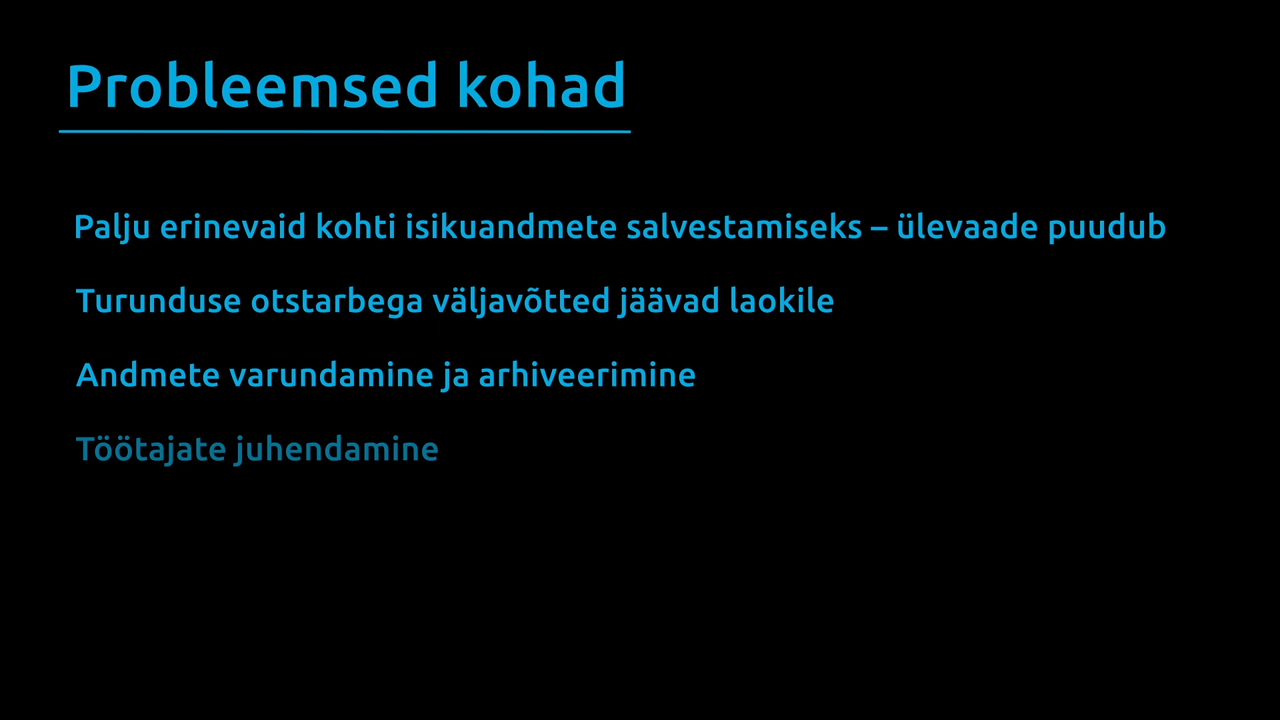 Probleemsed kohad
Palju erinevaid kohti isikuandmete salvestamiseks – ülevaade puudub
Turunduse otstarbega väljavõtted jäävad laokile
Andmete varundamine ja arhiveerimine
Töötajate juhendamine